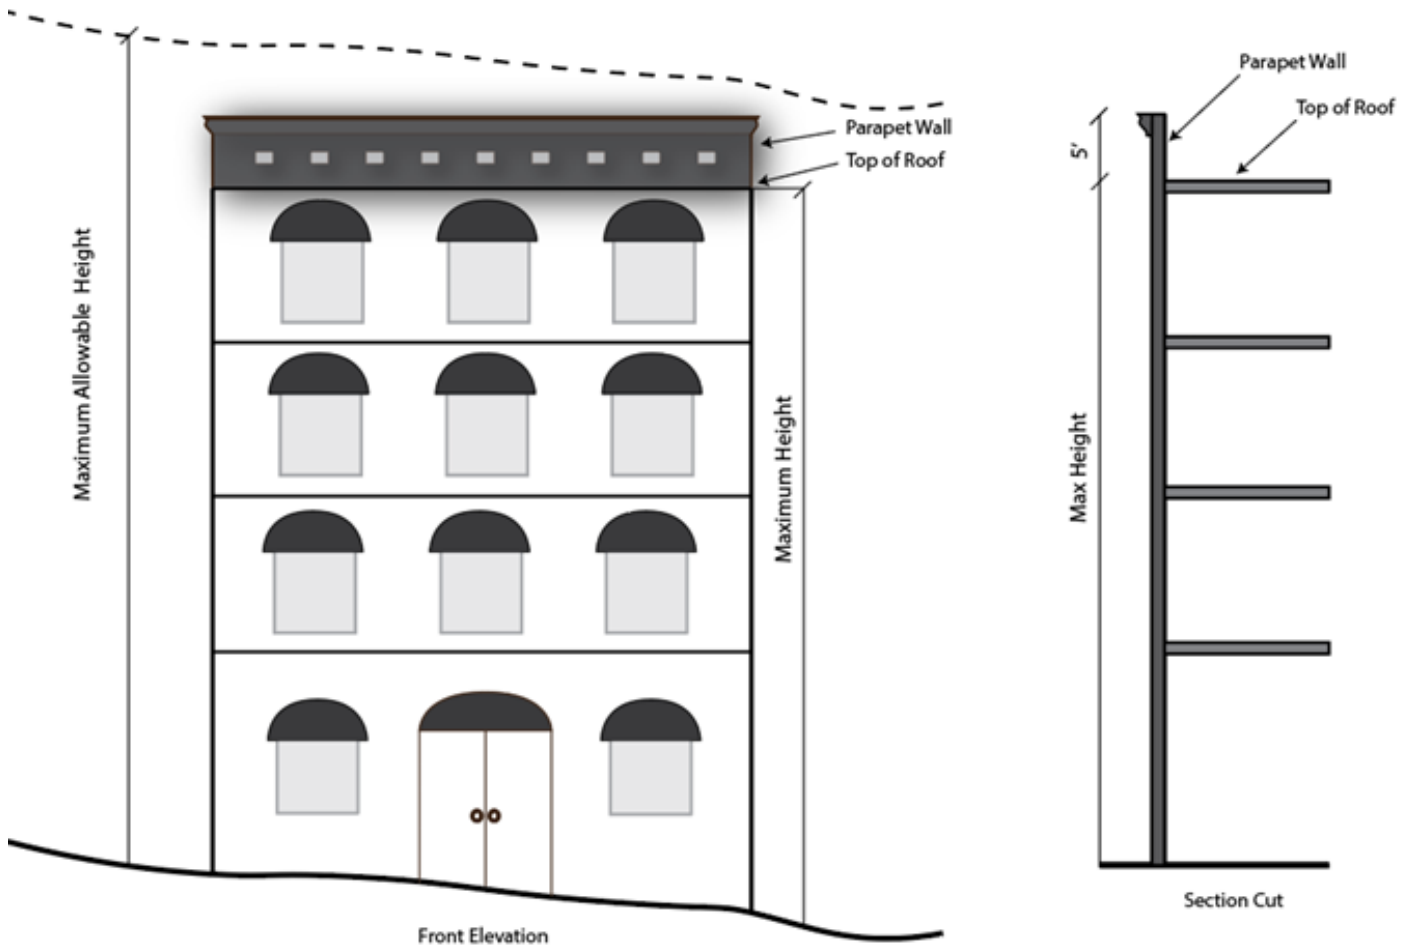 Maximum Allowable Height
Parapet Wall
Top of Roof
Maximum Height
Front Elevation
Parapet Wall
Top of Roof
5'
Max Height
Section Cut